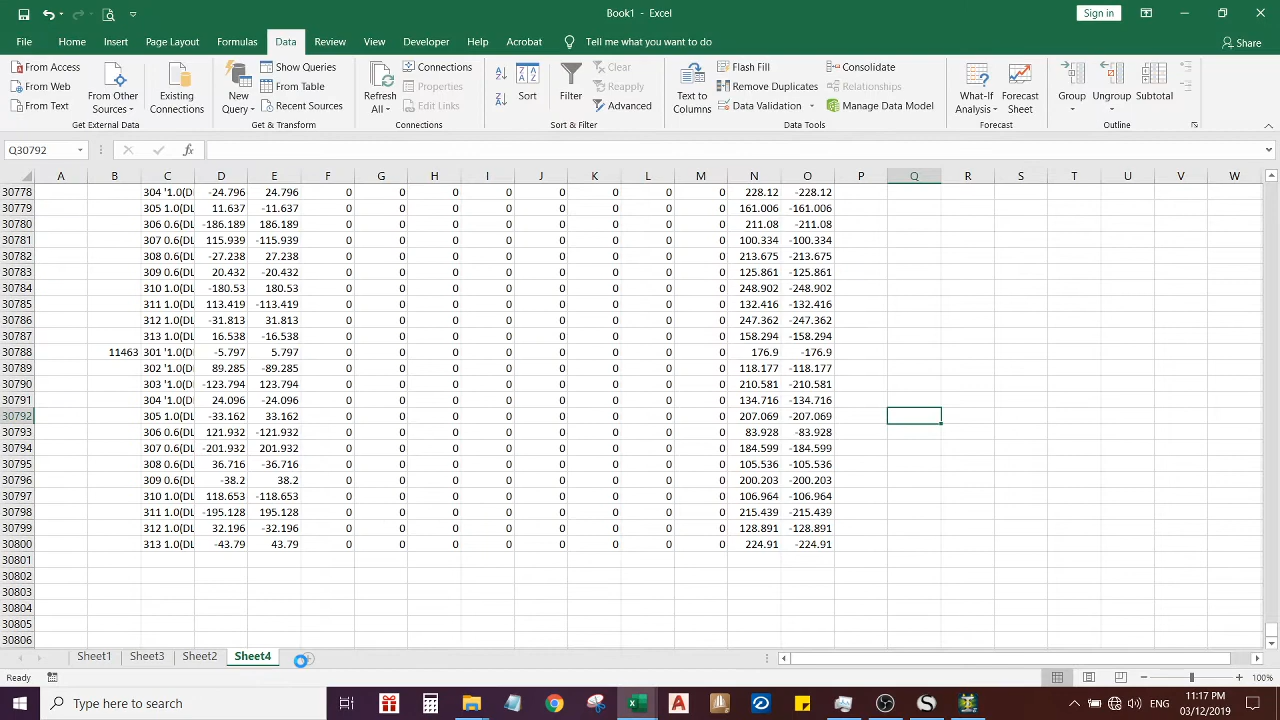 Book1 - Excel
Sign in
File Home Insert Page Layout Formulas Data Review View Developer Help Acrobat Tell me what you want to do Share
From Access From Web From Text From Other Sources Existing Connections
Get External Data
New Query Show Queries From Table Recent Sources
Get & Transform
Refresh All Connections Properties Edit Links
Connections
Sort Filter Clear Reapply Advanced
Sort & Filter
Text to Columns Flash Fill Remove Duplicates Data Validation Consolidate Relationships Manage Data Model
Data Tools
What-If Analysis Forecast Sheet
Forecast
Group Ungroup Subtotal
Outline
Q30792 fx
A B C D E F G H I J K L M N O P Q R S T U V W
30778 304 '1.0(DL -24.796 24.796 0 0 0 0 0 0 0 0 228.12 -228.12
30779 305 1.0(DL 11.637 -11.637 0 0 0 0 0 0 0 0 161.006 -161.006
30780 306 0.6(DL -186.189 186.189 0 0 0 0 0 0 0 0 211.08 -211.08
30781 307 0.6(DL 115.939 -115.939 0 0 0 0 0 0 0 0 100.334 -100.334
30782 308 0.6(DL -27.238 27.238 0 0 0 0 0 0 0 0 213.675 -213.675
30783 309 0.6(DL 20.432 -20.432 0 0 0 0 0 0 0 0 125.861 -125.861
30784 310 1.0(DL -180.53 180.53 0 0 0 0 0 0 0 0 248.902 -248.902
30785 311 1.0(DL 113.419 -113.419 0 0 0 0 0 0 0 0 132.416 -132.416
30786 312 1.0(DL -31.813 31.813 0 0 0 0 0 0 0 0 247.362 -247.362
30787 313 1.0(DL 16.538 -16.538 0 0 0 0 0 0 0 0 158.294 -158.294
30788 11463 301 '1.0(D -5.797 5.797 0 0 0 0 0 0 0 0 176.9 -176.9
30789 302 '1.0(D 89.285 -89.285 0 0 0 0 0 0 0 0 118.177 -118.177
30790 303 '1.0(D -123.794 123.794 0 0 0 0 0 0 0 0 210.581 -210.581
30791 304 '1.0(D 24.096 -24.096 0 0 0 0 0 0 0 0 134.716 -134.716
30792 305 1.0(DL -33.162 33.162 0 0 0 0 0 0 0 0 207.069 -207.069
30793 306 0.6(DL 121.932 -121.932 0 0 0 0 0 0 0 0 83.928 -83.928
30794 307 0.6(DL -201.932 201.932 0 0 0 0 0 0 0 0 184.599 -184.599
30795 308 0.6(DL 36.716 -36.716 0 0 0 0 0 0 0 0 105.536 -105.536
30796 309 0.6(DL -38.2 38.2 0 0 0 0 0 0 0 0 200.203 -200.203
30797 310 1.0(DL 118.653 -118.653 0 0 0 0 0 0 0 0 106.964 -106.964
30798 311 1.0(DL -195.128 195.128 0 0 0 0 0 0 0 0 215.439 -215.439
30799 312 1.0(DL 32.196 -32.196 0 0 0 0 0 0 0 0 128.891 -128.891
30800 313 1.0(DL -43.79 43.79 0 0 0 0 0 0 0 0 224.91 -224.91
30801
30802
30803
30804
30805
30806
Sheet1 Sheet3 Sheet2 Sheet4
Ready 100%
Type here to search
ENG
11:17 PM
03/12/2019